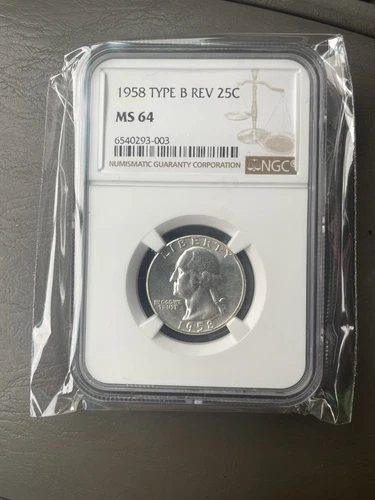 1958 TYPE B REV 25C
MS 64
6540293-003
NUMISMATIC GUARANTY CORPORATION
NGC
LIBERTY
IN GOD WE
TRUST
1958